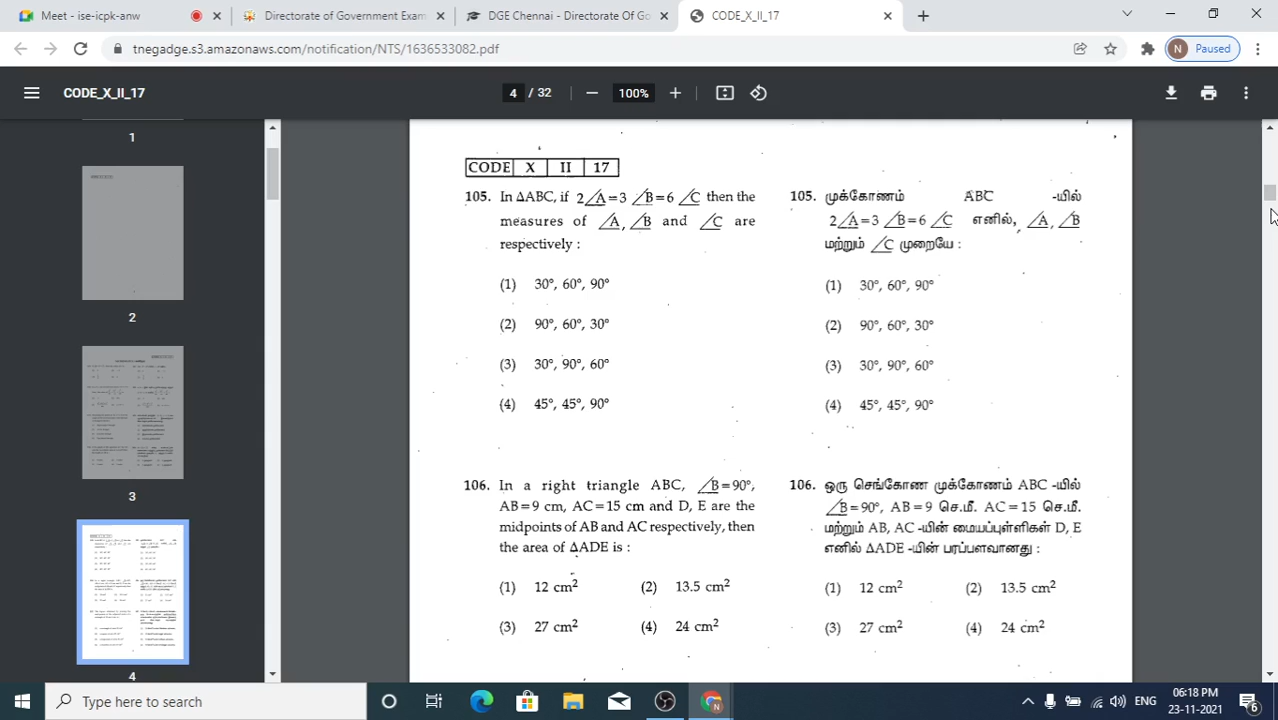 Meet - ise-icpk-anw
Directorate of Government Exam
DGE Chennai - Directorate Of Go
CODE_X_II_17
tnegadge.s3.amazonaws.com/notification/NTS/1636533082.pdf
N Paused
CODE_X_II_17
4 / 32
100%
1
2
3
4
CODE X II 17
105. In ΔABC, if 2∠A=3 ∠B=6 ∠C then the
measures of ∠A, ∠B and ∠C are
respectively :
(1) 30°, 60°, 90°
(2) 90°, 60°, 30°
(3) 30°, 90°, 60°
(4) 45°, 45°, 90°
106. In a right triangle ABC, ∠B=90°,
AB=9 cm, AC=15 cm and D, E are the
midpoints of AB and AC respectively, then
the area of ΔADE is :
(1) 12 cm² (2) 13.5 cm²
(3) 27 cm² (4) 24 cm²
105. முக்கோணம் ABC -யில்
2∠A=3 ∠B=6 ∠C எனில், ∠A, ∠B
மற்றும் ∠C முறையே :
(1) 30°, 60°, 90°
(2) 90°, 60°, 30°
(3) 30°, 90°, 60°
(4) 45°, 45°, 90°
106. ஒரு செங்கோண முக்கோணம் ABC -யில்
∠B=90°, AB=9 செ.மீ. AC=15 செ.மீ.
மற்றும் AB, AC -யின் மையப்புள்ளிகள் D, E
எனில் ΔADE -யின் பரப்பளவானது :
(1) 12 cm² (2) 13.5 cm²
(3) 27 cm² (4) 24 cm²
Type here to search
ENG
06:18 PM
23-11-2021
6